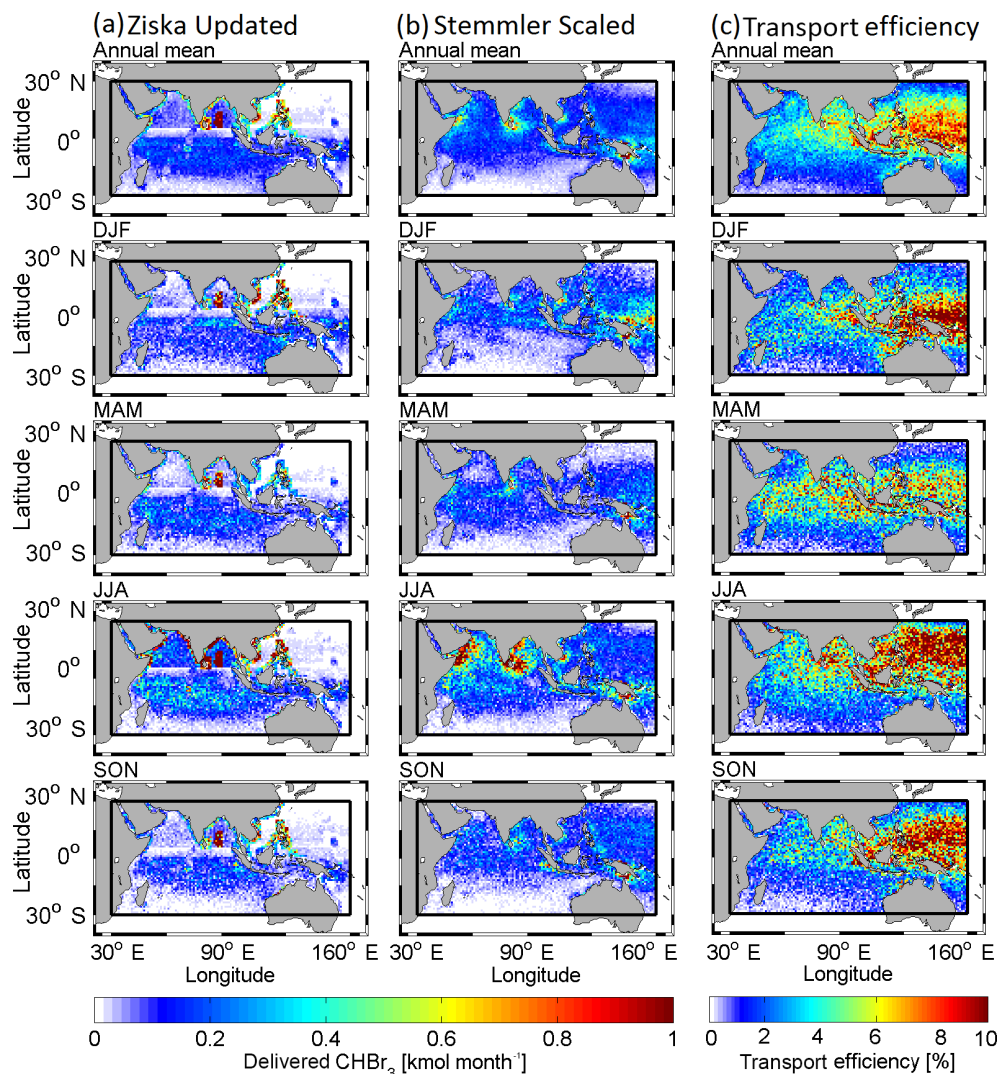 (a) Ziska Updated (b) Stemmler Scaled (c) Transport efficiency
Annual mean Annual mean Annual mean
30° N
0°
30° S
Latitude
DJF DJF DJF
30° N
0°
30° S
Latitude
MAM MAM MAM
30° N
0°
30° S
Latitude
JJA JJA JJA
30° N
0°
30° S
Latitude
SON SON SON
30° N
0°
30° S
Latitude
30° E 90° E 160° E 30° E 90° E 160° E 30° E 90° E 160° E
Longitude Longitude Longitude
0 0.2 0.4 0.6 0.8 1 0 2 4 6 8 10
Delivered CHBr₃ [kmol month⁻¹] Transport efficiency [%]